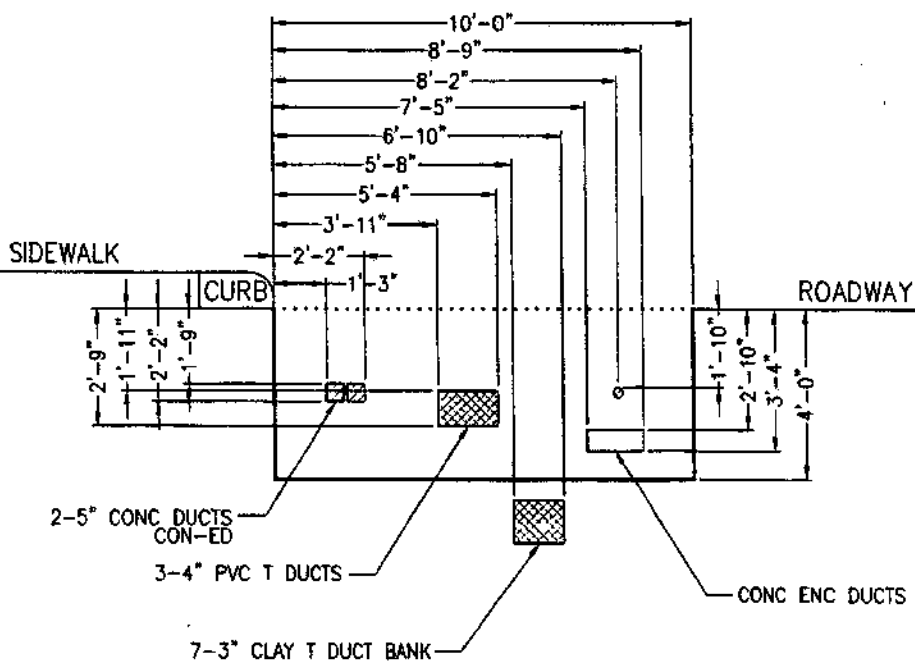 10'-0"
8'-9"
8'-2"
7'-5"
6'-10"
5'-8"
5'-4"
3'-11"
2'-2"
1'-3"
SIDEWALK
CURB
ROADWAY
2'-9"
1'-11"
2'-2"
1'-9"
1'-10"
2'-10"
3'-4"
4'-0"
2-5" CONC DUCTS
CON-ED
3-4" PVC T DUCTS
CONC ENC DUCTS
7-3" CLAY T DUCT BANK